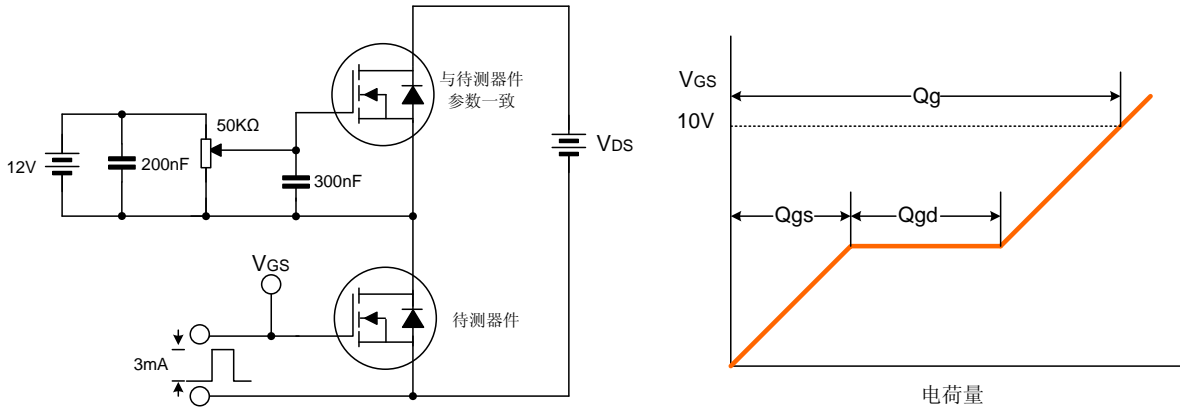 与待测器件
参数一致
12V
200nF
50KΩ
300nF
VDS
VGS
待测器件
3mA
VGS
10V
Qg
Qgs
Qgd
电荷量